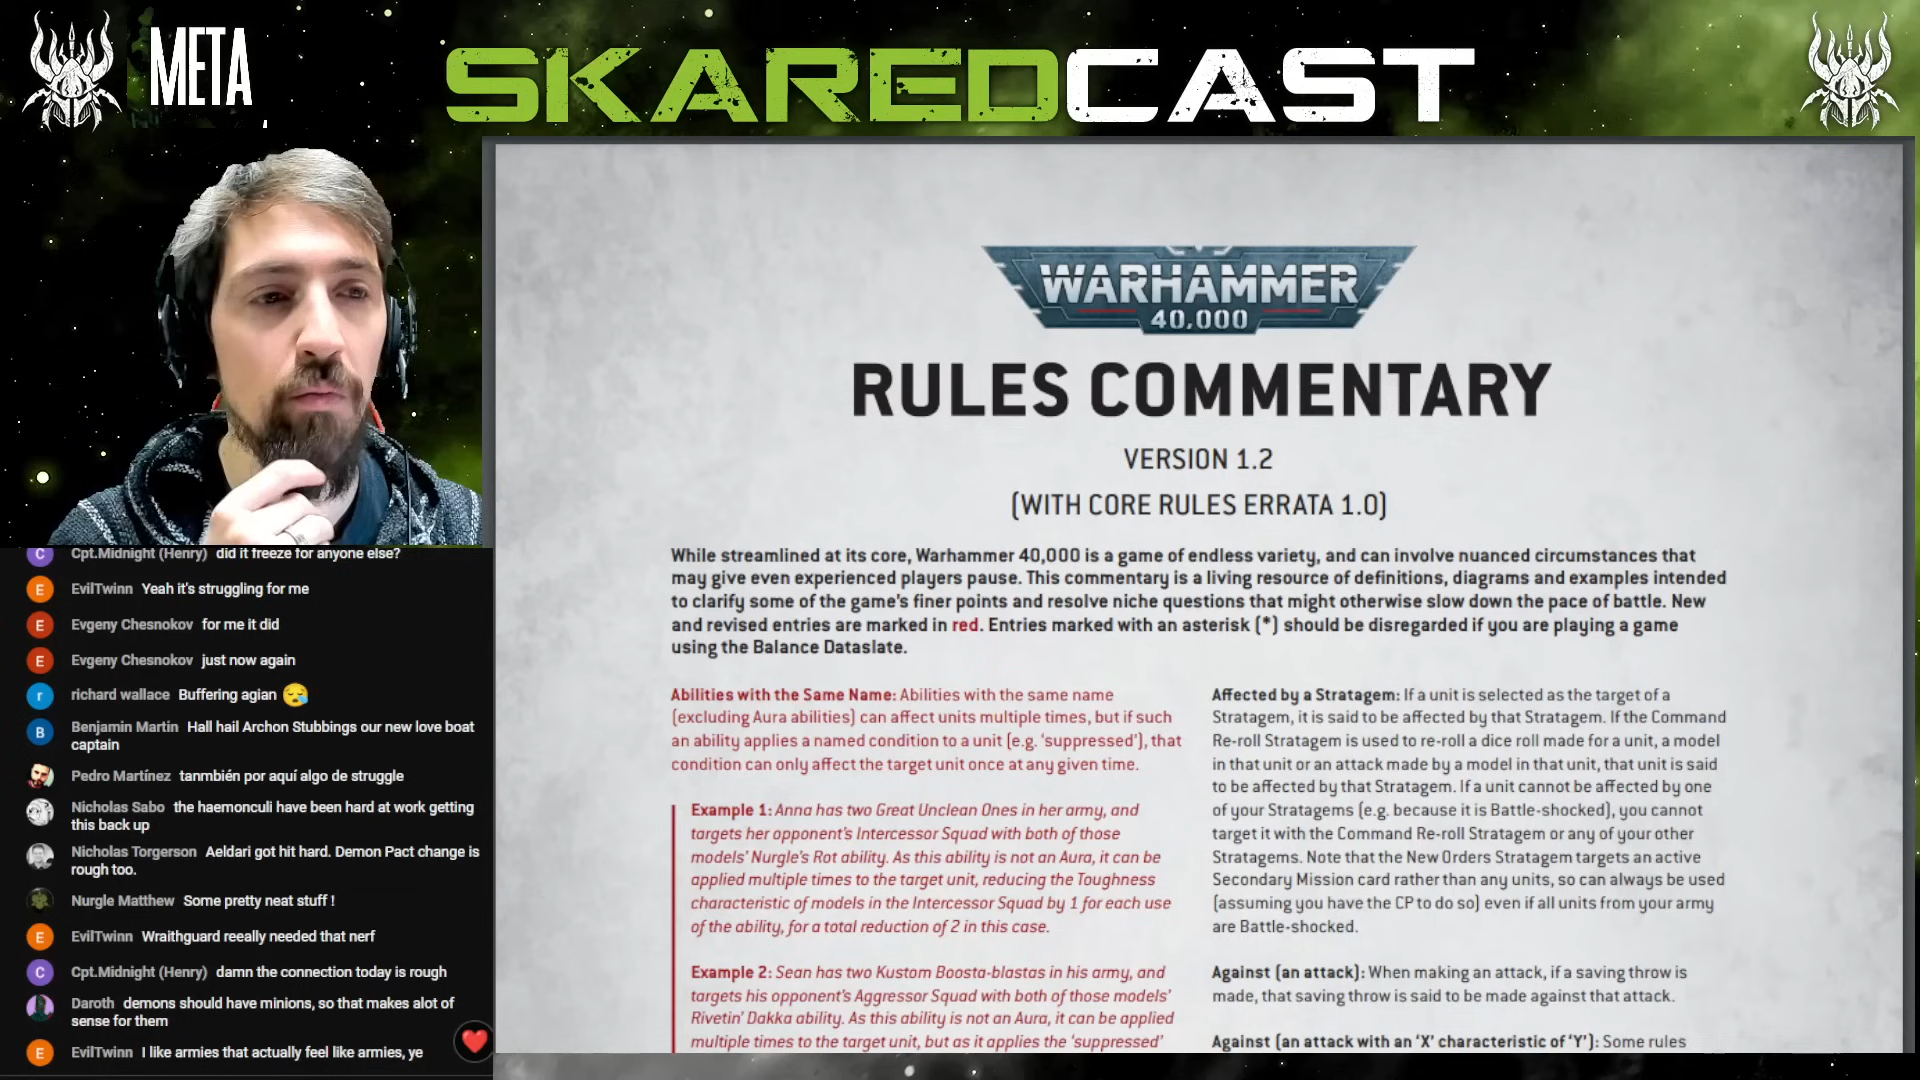 META
SKAREDCAST
WARHAMMER
40,000
RULES COMMENTARY
VERSION 1.2
(WITH CORE RULES ERRATA 1.0)
While streamlined at its core, Warhammer 40,000 is a game of endless variety, and can involve nuanced circumstances that
may give even experienced players pause. This commentary is a living resource of definitions, diagrams and examples intended
to clarify some of the game's finer points and resolve niche questions that might otherwise slow down the pace of battle. New
and revised entries are marked in red. Entries marked with an asterisk (*) should be disregarded if you are playing a game
using the Balance Dataslate.
Abilities with the Same Name: Abilities with the same name
(excluding Aura abilities) can affect units multiple times, but if such
an ability applies a named condition to a unit (e.g. 'suppressed'), that
condition can only affect the target unit once at any given time.
Example 1: Anna has two Great Unclean Ones in her army, and
targets her opponent's Intercessor Squad with both of those
models' Nurgle's Rot ability. As this ability is not an Aura, it can be
applied multiple times to the target unit, reducing the Toughness
characteristic of models in the Intercessor Squad by 1 for each use
of the ability, for a total reduction of 2 in this case.
Example 2: Sean has two Kustom Boosta-blastas in his army, and
targets his opponent's Aggressor Squad with both of those models'
Rivetin' Dakka ability. As this ability is not an Aura, it can be applied
multiple times to the target unit, but as it applies the 'suppressed'
Affected by a Stratagem: If a unit is selected as the target of a
Stratagem, it is said to be affected by that Stratagem. If the Command
Re-roll Stratagem is used to re-roll a dice roll made for a unit, a model
in that unit or an attack made by a model in that unit, that unit is said
to be affected by that Stratagem. If a unit cannot be affected by one
of your Stratagems (e.g. because it is Battle-shocked), you cannot
target it with the Command Re-roll Stratagem or any of your other
Stratagems. Note that the New Orders Stratagem targets an active
Secondary Mission card rather than any units, so can always be used
(assuming you have the CP to do so) even if all units from your army
are Battle-shocked.
Against (an attack): When making an attack, if a saving throw is
made, that saving throw is said to be made against that attack.
Against (an attack with an 'X' characteristic of 'Y'): Some rules
C Cpt.Midnight (Henry) did it freeze for anyone else?
E EvilTwinn Yeah it's struggling for me
E Evgeny Chesnokov for me it did
E Evgeny Chesnokov just now again
r richard wallace Buffering agian 😪
B Benjamin Martin Hall hail Archon Stubbings our new love boat
captain
Pedro Martínez tanmbién por aquí algo de struggle
Nicholas Sabo the haemonculi have been hard at work getting
this back up
Nicholas Torgerson Aeldari got hit hard. Demon Pact change is
rough too.
Nurgle Matthew Some pretty neat stuff !
E EvilTwinn Wraithguard reeally needed that nerf
C Cpt.Midnight (Henry) damn the connection today is rough
Daroth demons should have minions, so that makes alot of
sense for them
E EvilTwinn I like armies that actually feel like armies, ye